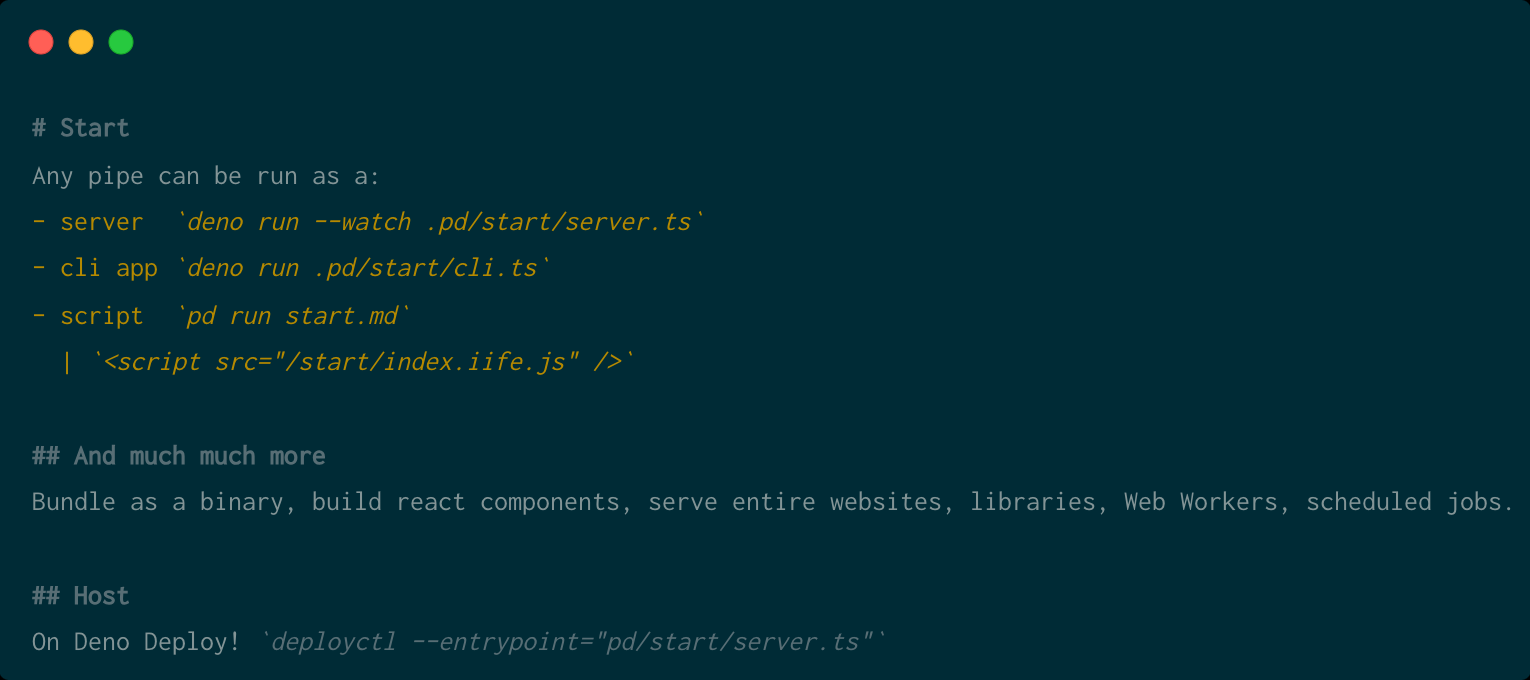 # Start
Any pipe can be run as a:
- server  `deno run --watch .pd/start/server.ts`
- cli app `deno run .pd/start/cli.ts`
- script  `pd run start.md`
  | `<script src="/start/index.iife.js" />`
## And much much more
Bundle as a binary, build react components, serve entire websites, libraries, Web Workers, scheduled jobs.
## Host
On Deno Deploy! `deployctl --entrypoint="pd/start/server.ts"`